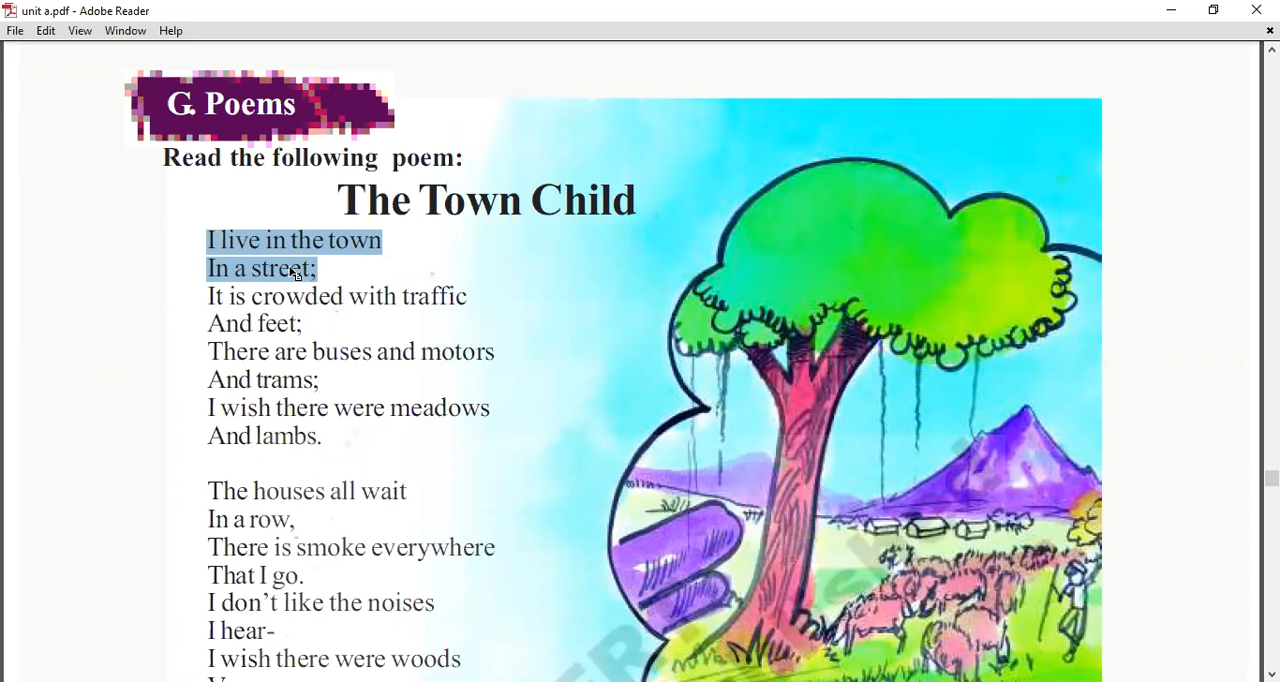 unit a.pdf - Adobe Reader
File Edit View Window Help
G. Poems
Read the following poem:
The Town Child
I live in the town
In a street;
It is crowded with traffic
And feet;
There are buses and motors
And trams;
I wish there were meadows
And lambs.
The houses all wait
In a row,
There is smoke everywhere
That I go.
I don’t like the noises
I hear-
I wish there were woods